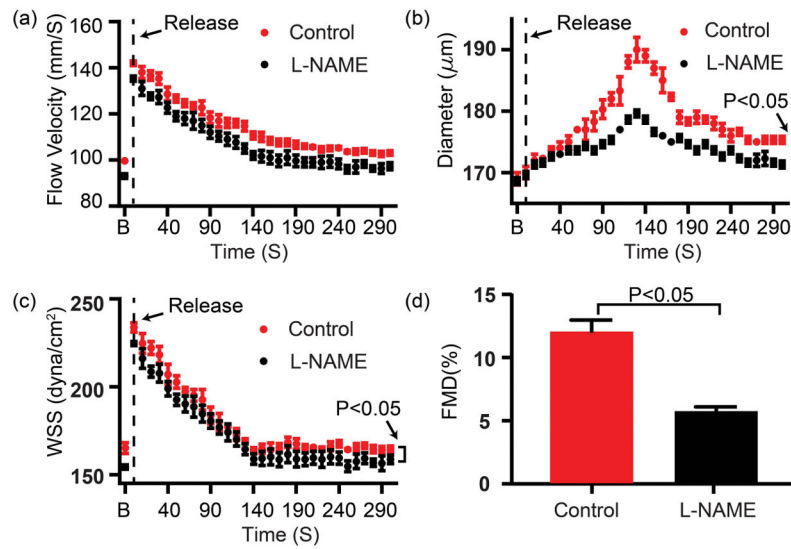 (a)
Flow Velocity (mm/S)
160
140
120
100
80
Release
Control
L-NAME
B 40 90 140 190 240 290
Time (S)
(b)
Diameter (μm)
190
180
170
Release
Control
L-NAME
P<0.05
B 40 90 140 190 240 290
Time (S)
(c)
WSS (dyna/cm²)
250
200
150
Release
Control
L-NAME
P<0.05
B 40 90 140 190 240 290
Time (S)
(d)
FMD(%)
15
10
5
0
P<0.05
Control L-NAME